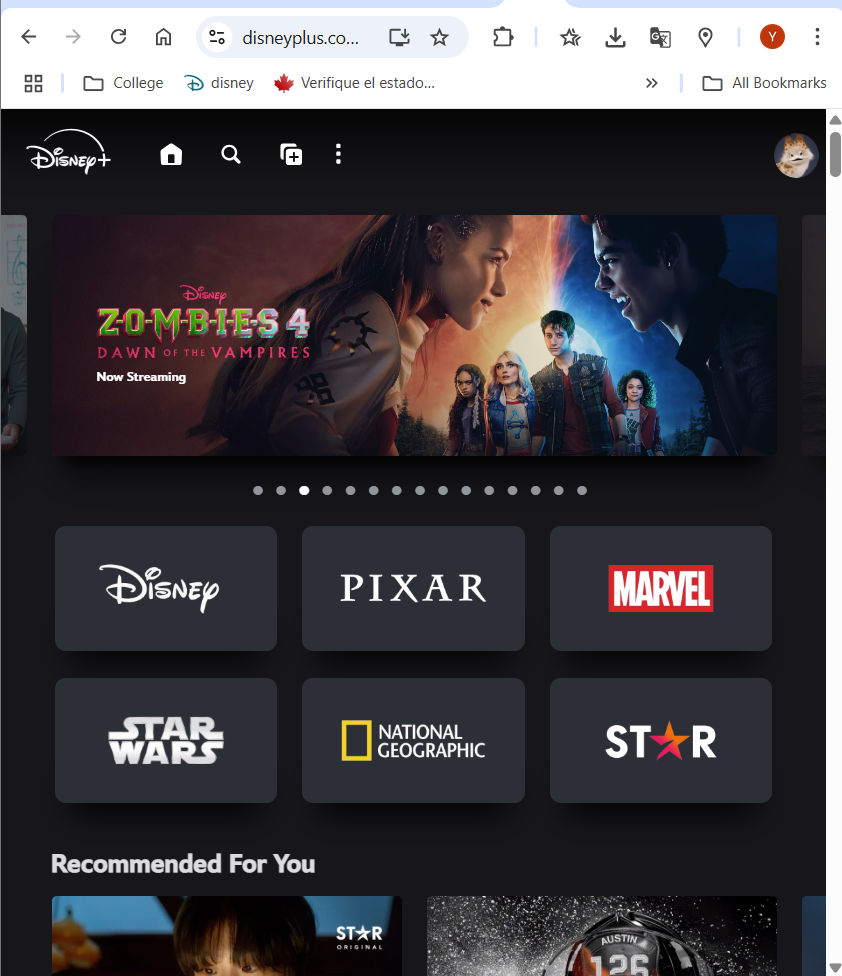 disneyplus.co...
Y
College
disney
Verifique el estado...
»
All Bookmarks
Disney+
Disney
Z-O-M-B-I-E-S 4
DAWN OF THE VAMPIRES
Now Streaming
Disney
PIXAR
MARVEL
STAR
WARS
NATIONAL
GEOGRAPHIC
STAR
Recommended For You
STAR
ORIGINAL
AUSTIN
126